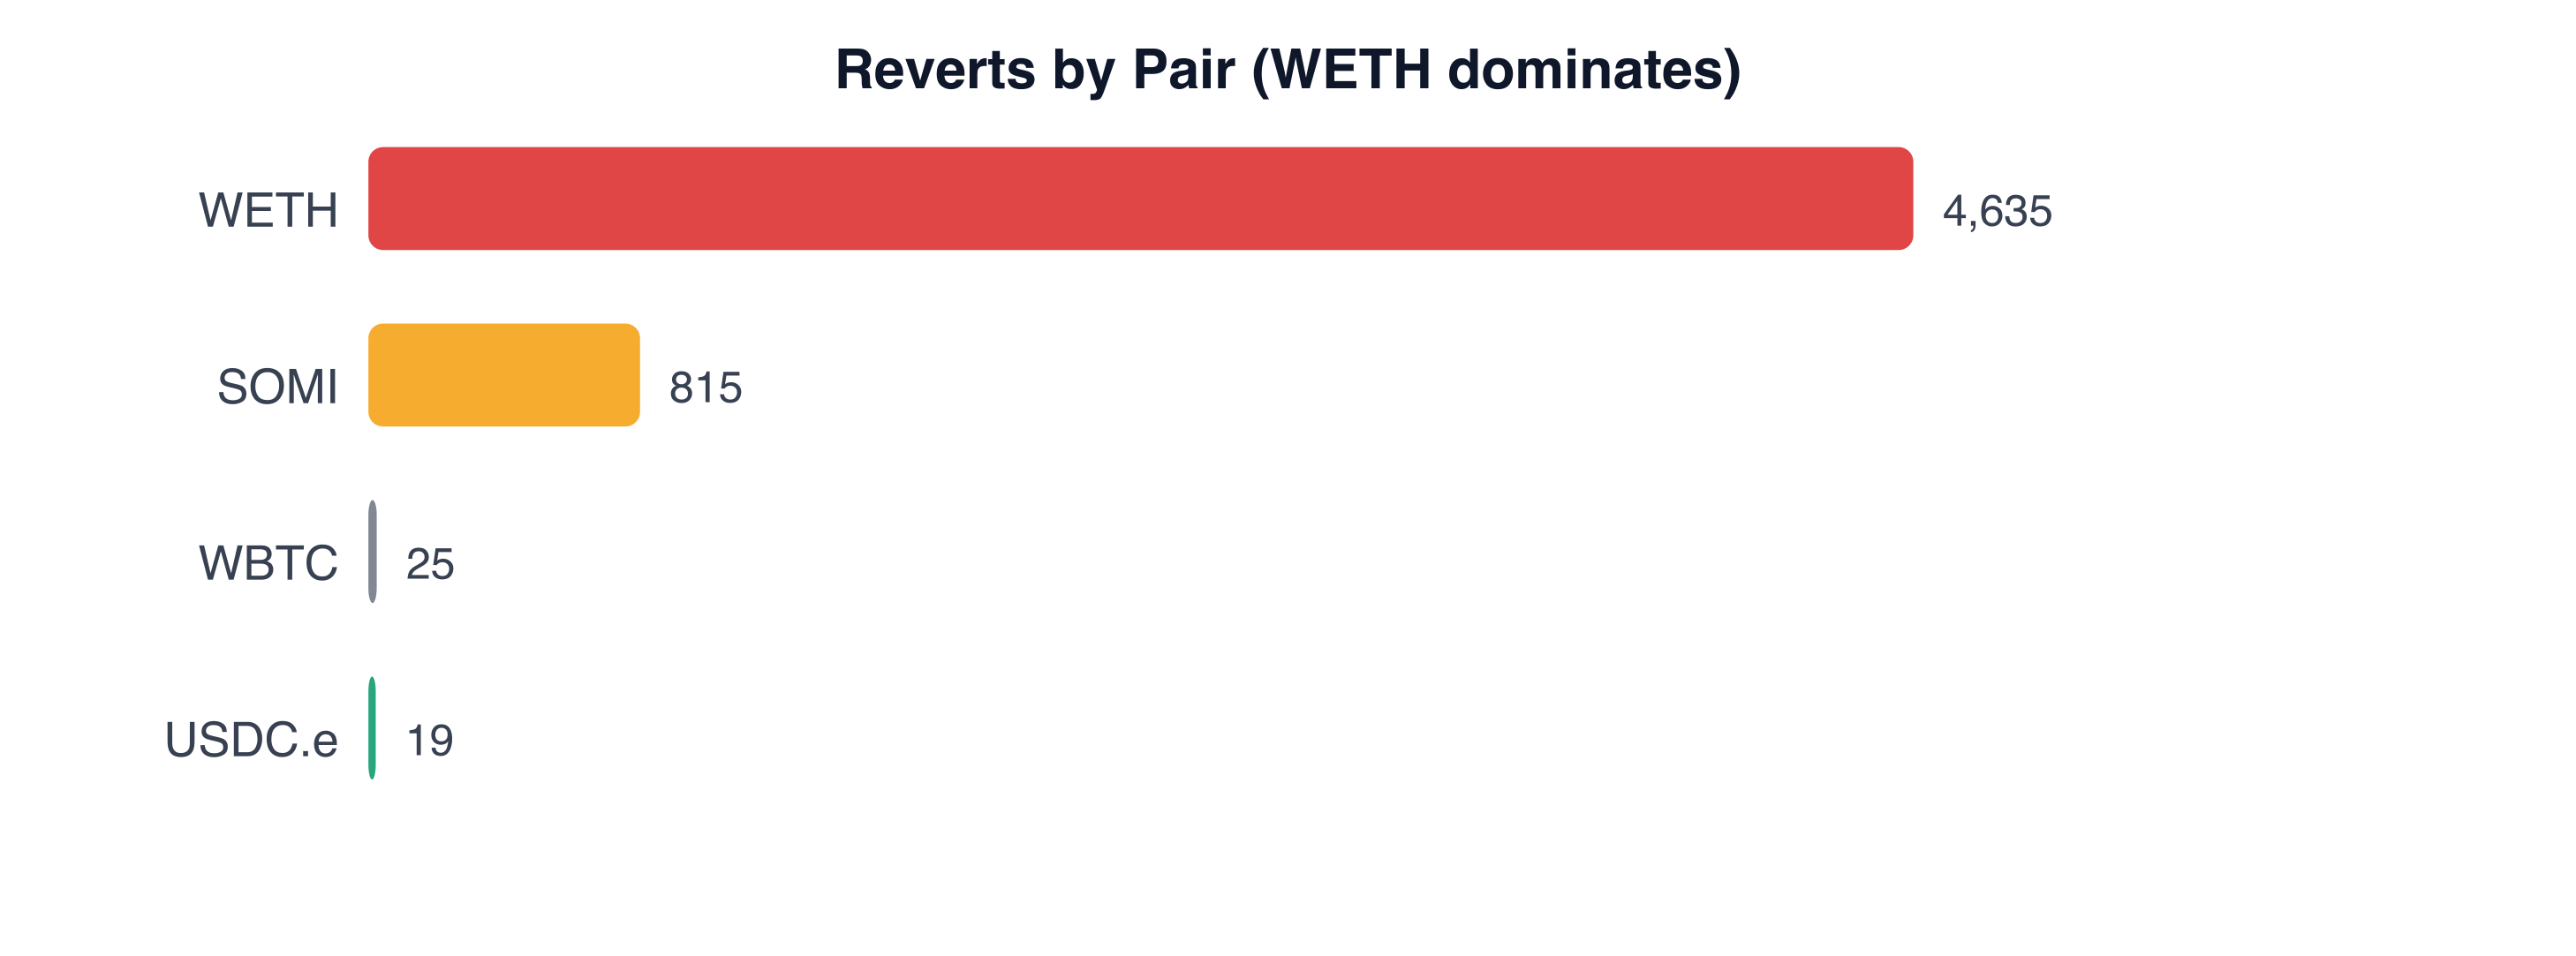 Reverts by Pair (WETH dominates)
WETH 4,635
SOMI 815
WBTC 25
USDC.e 19